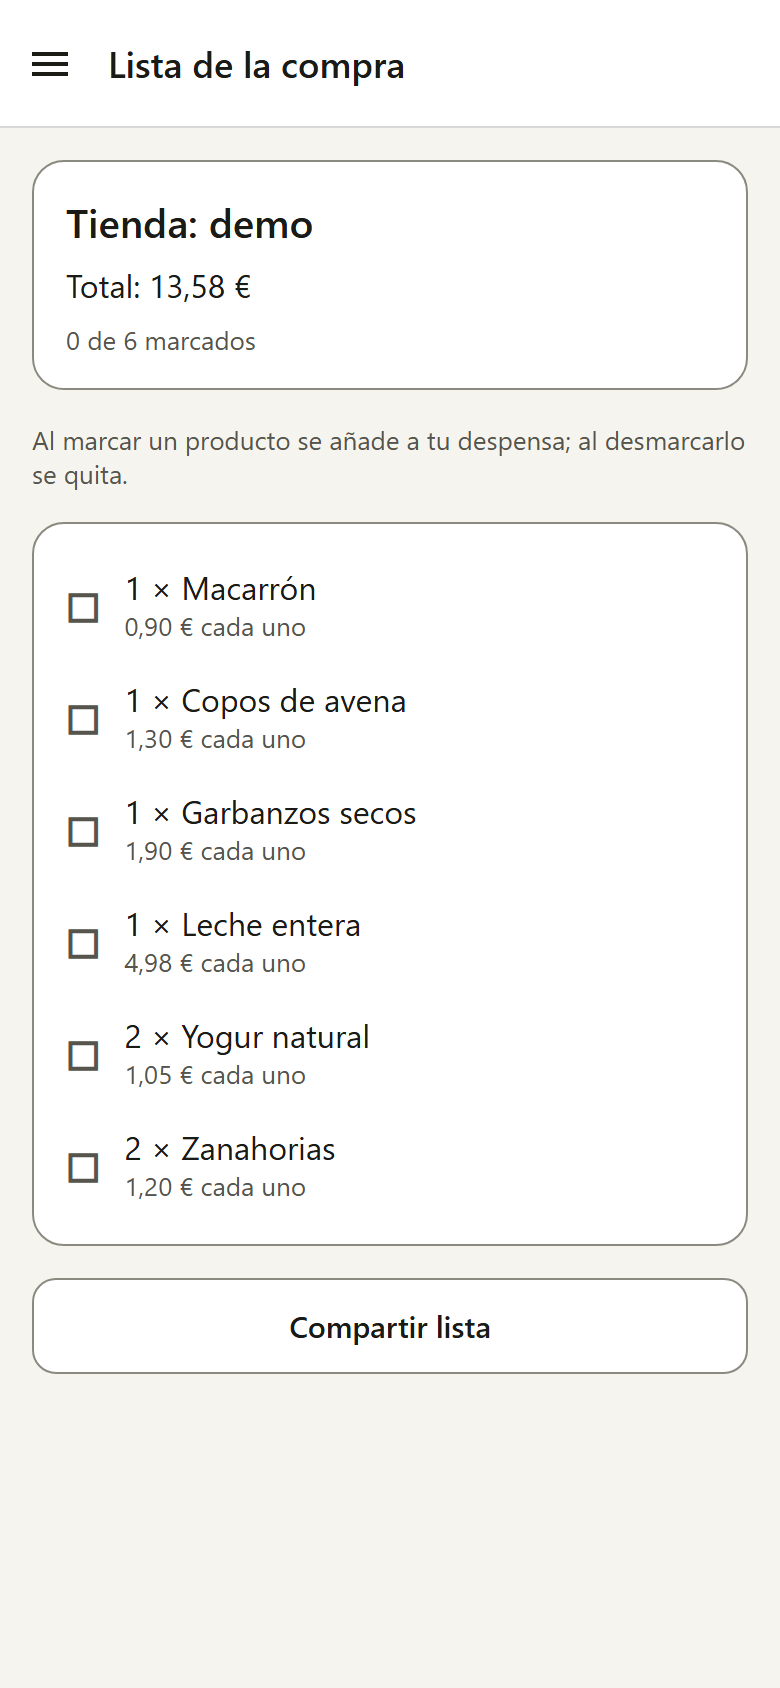 Lista de la compra
Tienda: demo
Total: 13,58 €
0 de 6 marcados
Al marcar un producto se añade a tu despensa; al desmarcarlo
se quita.
1 × Macarrón
0,90 € cada uno
1 × Copos de avena
1,30 € cada uno
1 × Garbanzos secos
1,90 € cada uno
1 × Leche entera
4,98 € cada uno
2 × Yogur natural
1,05 € cada uno
2 × Zanahorias
1,20 € cada uno
Compartir lista